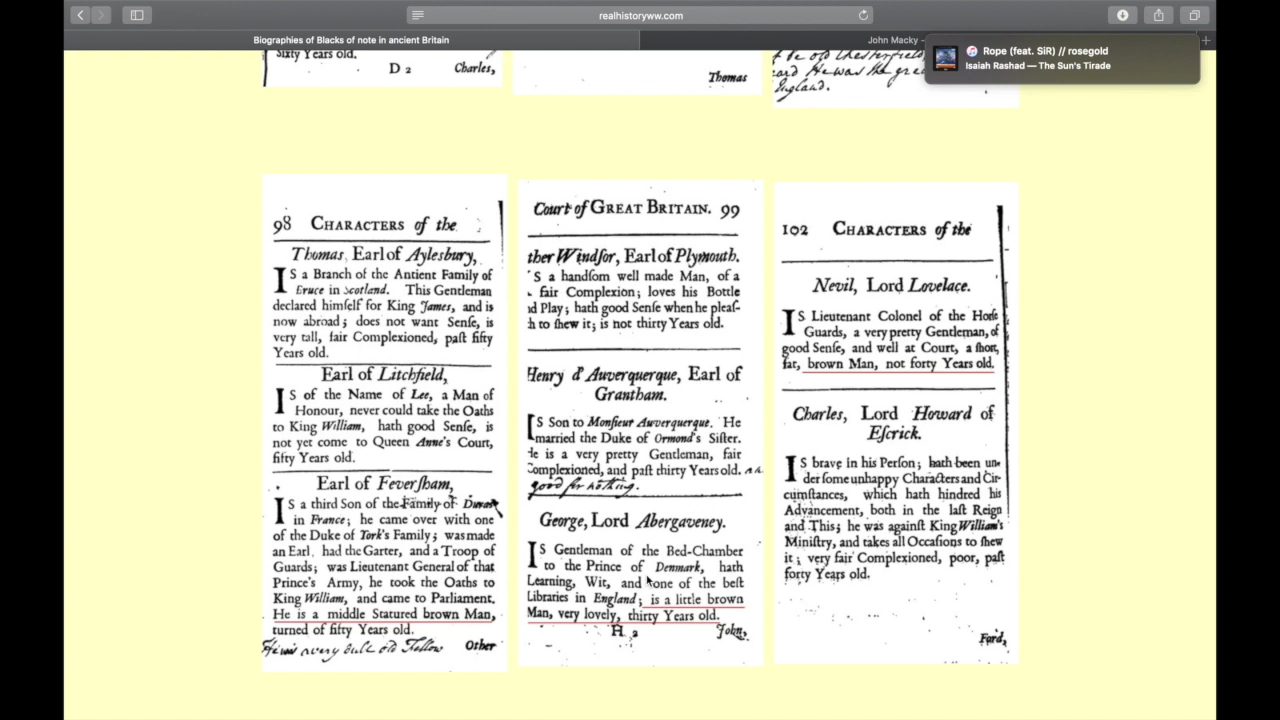 realhistoryww.com
Biographies of Blacks of note in ancient Britain
John Macky -
Rope (feat. SiR) // rosegold
Isaiah Rashad — The Sun's Tirade
Sixty Years old.
D 2 Charles,
Thomas
be old Chesterfield
He was the
England.
98 CHARACTERS of the
Thomas, Earl of Aylesbury,
IS a Branch of the Antient Family of
Bruce in Scotland. This Gentleman
declared himſelf for King James, and is
now abroad; does not want Senſe, is
very tall, fair Complexioned, paſt fifty
Years old.
Earl of Litchfield,
IS of the Name of Lee, a Man of
Honour, never could take the Oaths
to King William, hath good Senſe, is
not yet come to Queen Anne's Court,
fifty Years old.
Earl of Feverſham,
IS a third Son of the Family of
in France; he came over with one
of the Duke of York's Family; was made
an Earl, had the Garter, and a Troop of
Guards; was Lieutenant General of that
Prince's Army, he took the Oaths to
King William, and came to Parliament.
He is a middle Statured brown Man,
turned of fifty Years old.
He was a very dull old Fellow Other
Court of GREAT BRITAIN. 99
ther Windſor, Earl of Plymouth.
'S a handſom well made Man, of a
fair Complexion; loves his Bottle
nd Play; hath good Senſe when he pleaſ-
h to ſhew it; is not thirty Years old.
Henry d'Auverquerque, Earl of
Grantham.
IS Son to Monſieur Auverquerque. He
married the Duke of Ormond's Siſter.
He is a very pretty Gentleman, fair
Complexioned, and paſt thirty Years old.
good for nothing.
George, Lord Abergaveney.
IS Gentleman of the Bed-Chamber
to the Prince of Denmark, hath
Learning, Wit, and one of the beſt
Libraries in England; is a little brown
Man, very lovely, thirty Years old.
H 2 John,
102 CHARACTERS of the
Nevil, Lord Lovelace.
IS Lieutenant Colonel of the Horſe
Guards, a very pretty Gentleman, of
good Senſe, and well at Court, a ſhort,
fat, brown Man, not forty Years old.
Charles, Lord Howard of
Eſcrick.
IS brave in his Perſon; hath been un-
der ſome unhappy Characters and Cir-
cumſtances, which hath hindred his
Advancement, both in the laſt Reign
and This; he was againſt King William's
Miniſtry, and takes all Occaſions to ſhew
it; very fair Complexioned, poor, paſt
forty Years old.
Ford,